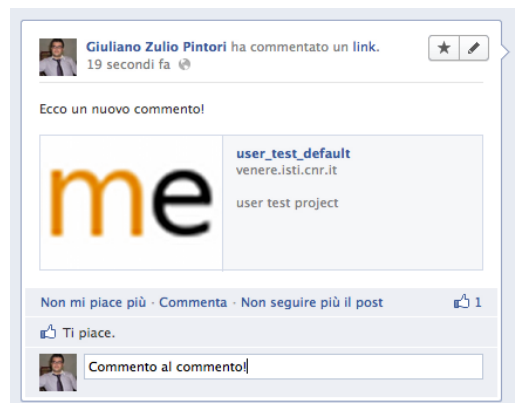 Giuliano Zulio Pintori ha commentato un link.
19 secondi fa
Ecco un nuovo commento!
me
user_test_default
venere.isti.cnr.it
user test project
Non mi piace più · Commenta · Non seguire più il post 1
Ti piace.
Commento al commento!